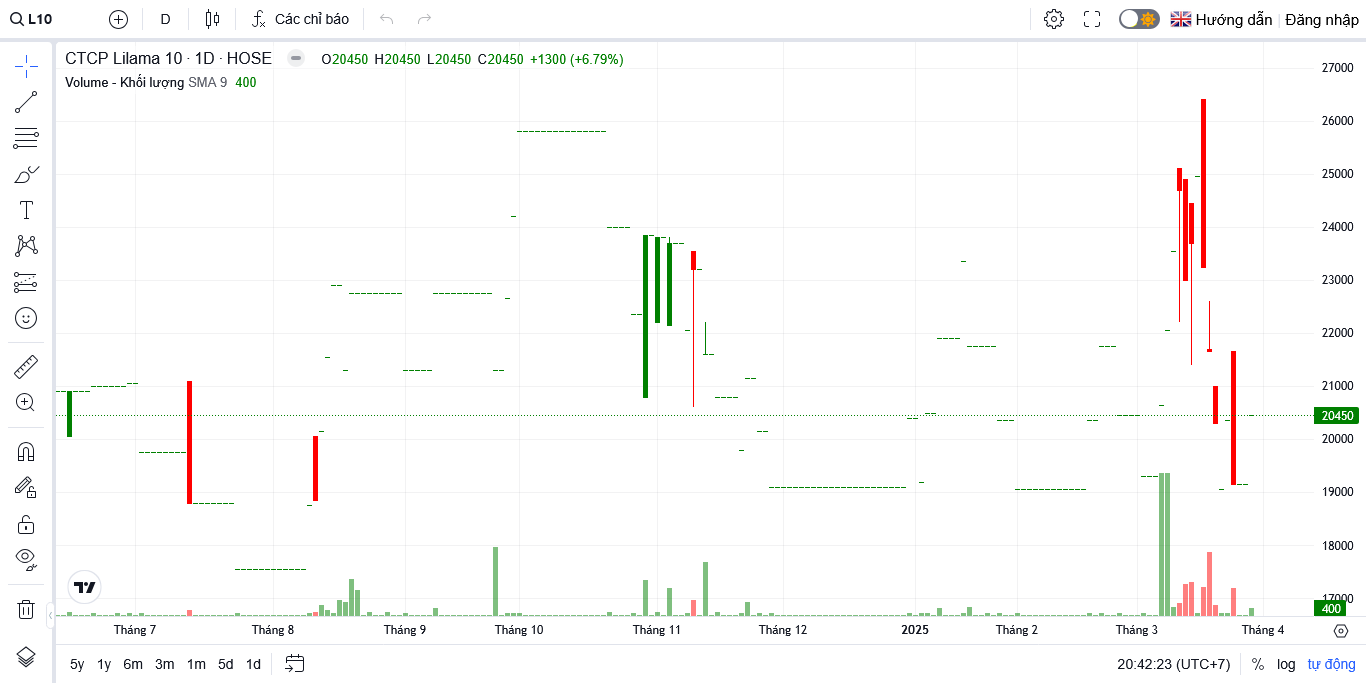 L10 D Các chỉ báo Hướng dẫn Đăng nhập
CTCP Lilama 10 · 1D · HOSE O20450 H20450 L20450 C20450 +1300 (+6.79%)
Volume - Khối lượng SMA 9 400
27000
26000
25000
24000
23000
22000
21000
20450
20000
19000
18000
17000
400
Tháng 7 Tháng 8 Tháng 9 Tháng 10 Tháng 11 Tháng 12 2025 Tháng 2 Tháng 3 Tháng 4
5y 1y 6m 3m 1m 5d 1d 20:42:23 (UTC+7) % log tự động